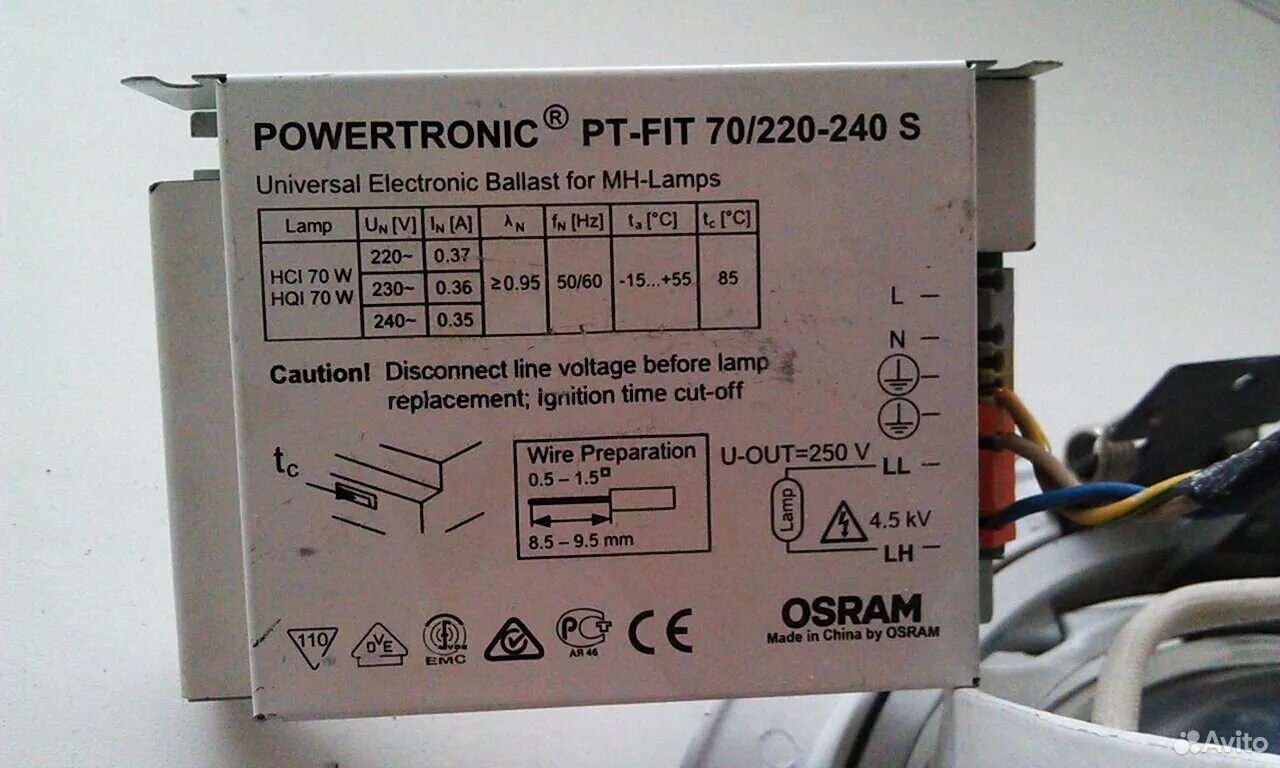 POWERTRONIC® PT-FIT 70/220-240 S
Universal Electronic Ballast for MH-Lamps
Lamp UN [V] IN [A] λN fN [Hz] ta [°C] tc [°C]
HCI 70 W
HQI 70 W
220~ 0.37
230~ 0.36
240~ 0.35
≥0.95 50/60 -15...+55 85
Caution! Disconnect line voltage before lamp
replacement; ignition time cut-off
L
N
tc
Wire Preparation
0.5 – 1.5□
8.5 – 9.5 mm
U-OUT=250 V
LL
Lamp
4.5 kV
LH
OSRAM
Made in China by OSRAM
110
DVE
EMC
PCT
АЯ 46
CE
Avito